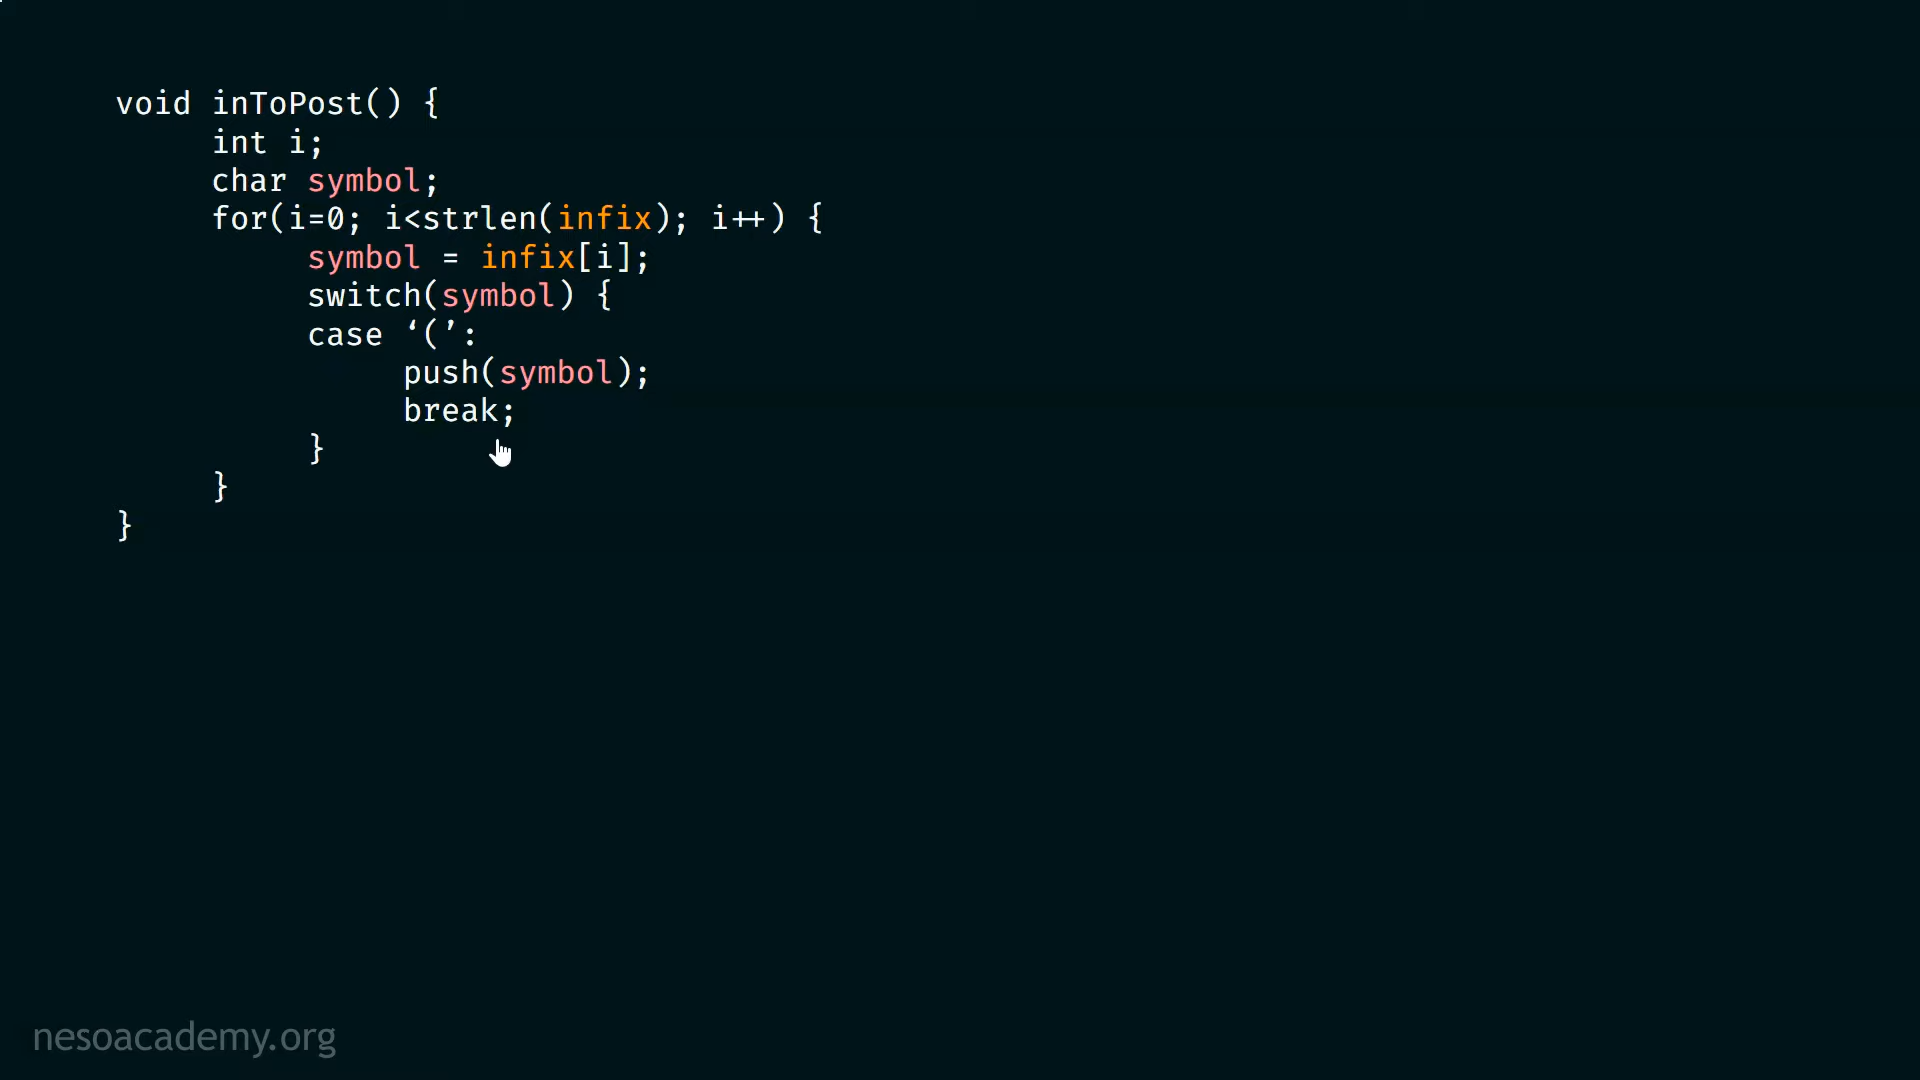 void inToPost() {
int i;
char symbol;
for(i=0; i<strlen(infix); i++) {
symbol = infix[i];
switch(symbol) {
case ‘(’:
push(symbol);
break;
}
}
}
nesoacademy.org